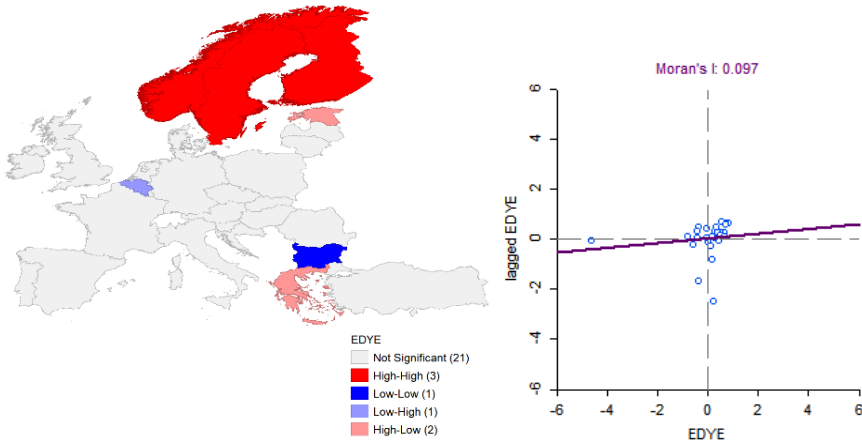 EDYE
Not Significant (21)
High-High (3)
Low-Low (1)
Low-High (1)
High-Low (2)
Moran's I: 0.097
lagged EDYE
6
4
2
0
-2
-4
-6
-6 -4 -2 0 2 4 6
EDYE